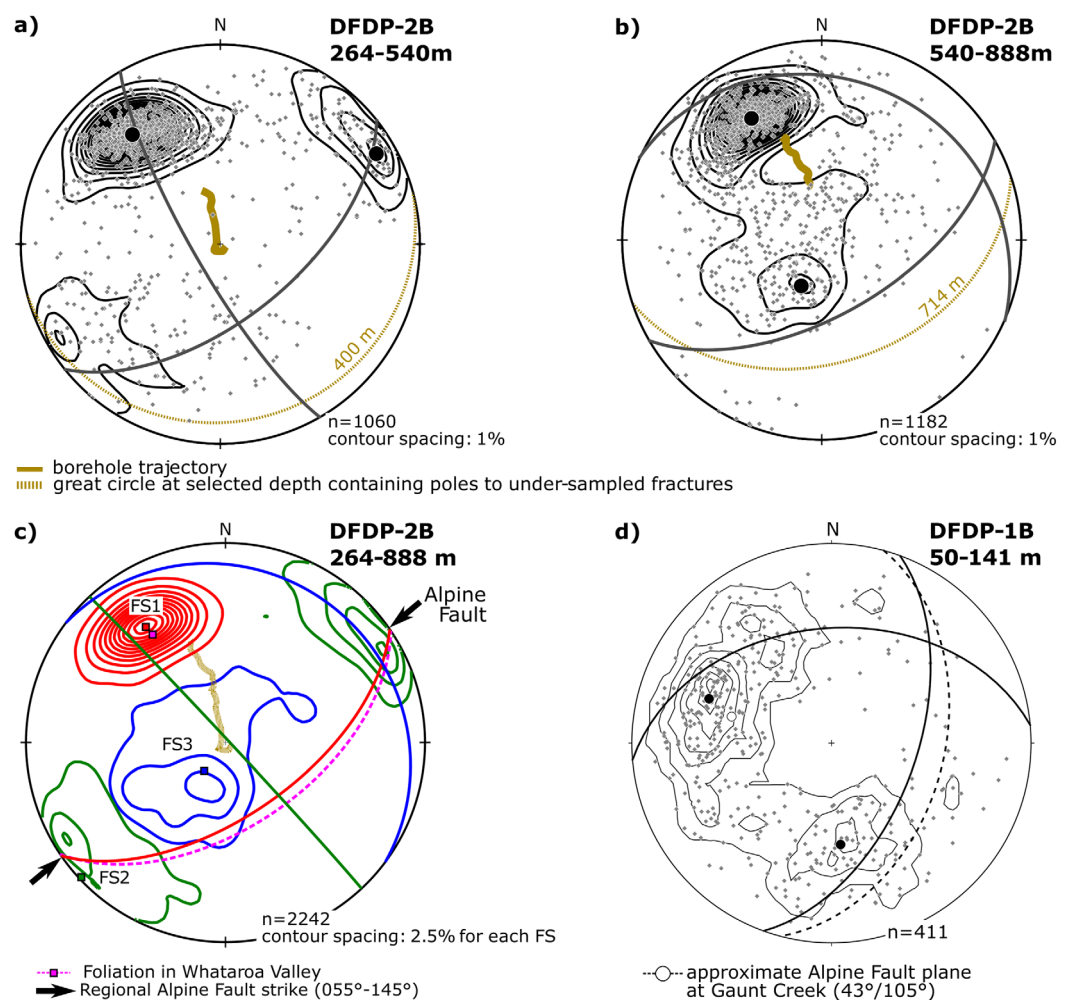 a)
N
DFDP-2B
264-540m
400 m
n=1060
contour spacing: 1%
b)
N
DFDP-2B
540-888m
714 m
n=1182
contour spacing: 1%
borehole trajectory
great circle at selected depth containing poles to under-sampled fractures
c)
N
DFDP-2B
264-888 m
Alpine
Fault
FS1
FS3
FS2
n=2242
contour spacing: 2.5% for each FS
Foliation in Whataroa Valley
Regional Alpine Fault strike (055°-145°)
d)
N
DFDP-1B
50-141 m
n=411
approximate Alpine Fault plane
at Gaunt Creek (43°/105°)